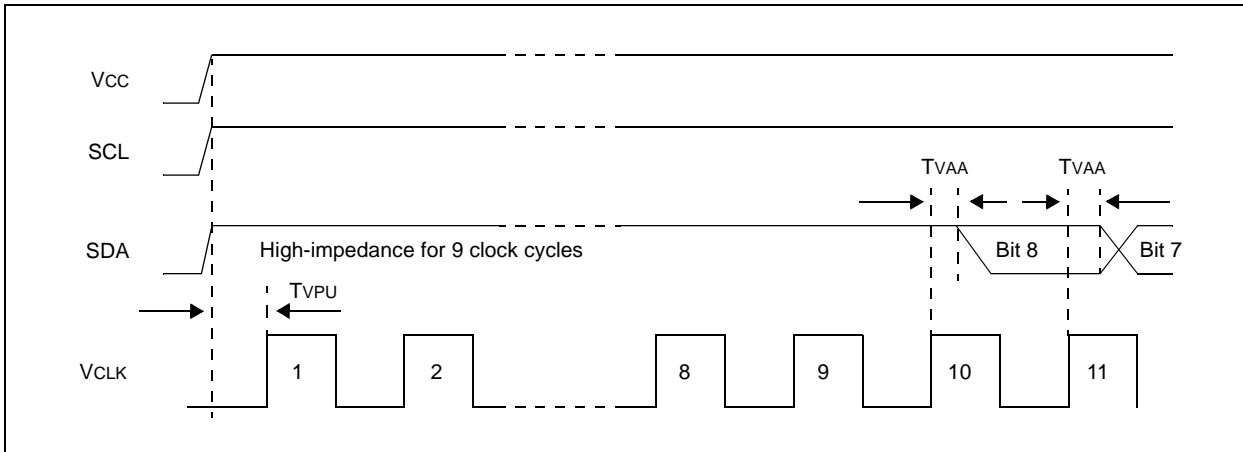 VCC
SCL
TVAA TVAA
SDA High-impedance for 9 clock cycles Bit 8 Bit 7
TVPU
VCLK 1 2 8 9 10 11